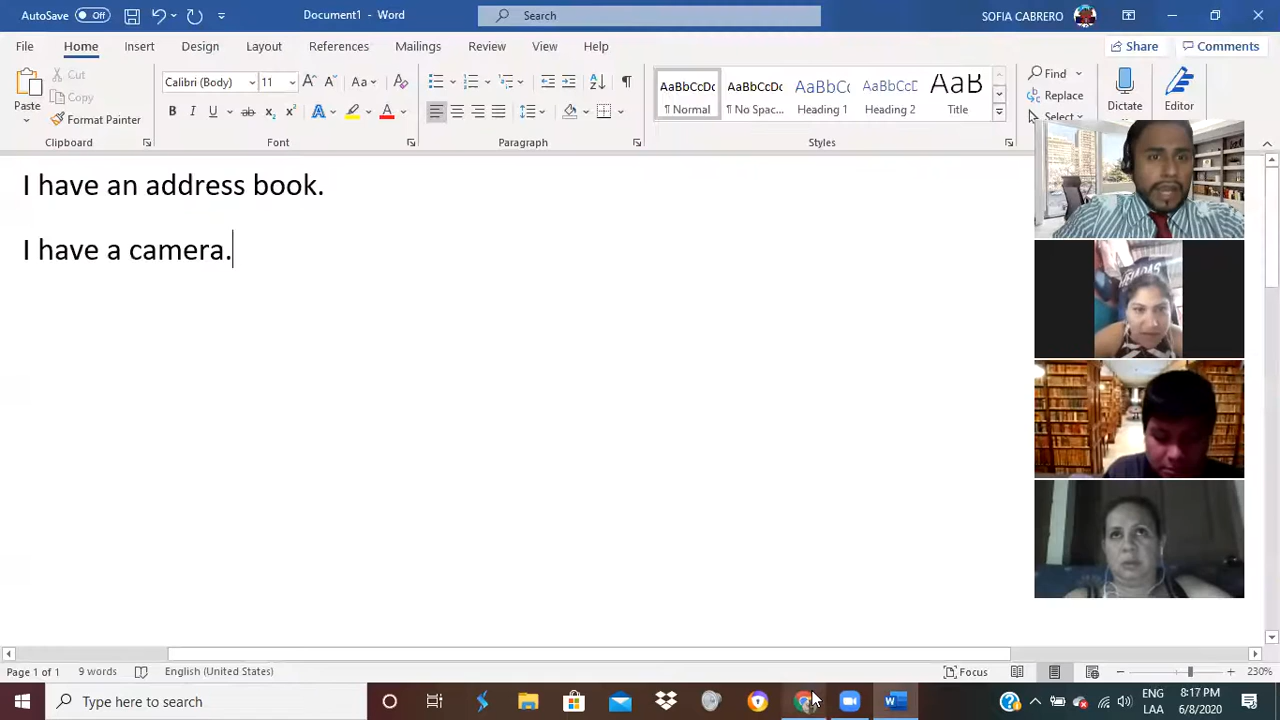 AutoSave Off Document1 - Word Search SOFIA CABRERO
File Home Insert Design Layout References Mailings Review View Help Share Comments
Paste
Cut
Copy
Format Painter
Calibri (Body) 11
AaBbCcDc ¶ Normal
AaBbCcDc ¶ No Spac...
AaBbCc Heading 1
AaBbCcE Heading 2
AaB Title
Find
Replace
Select
Dictate
Editor
Clipboard Font Paragraph Styles
I have an address book.
I have a camera.
Page 1 of 1 9 words English (United States) Focus 230%
Type here to search
ENG
LAA
8:17 PM
6/8/2020